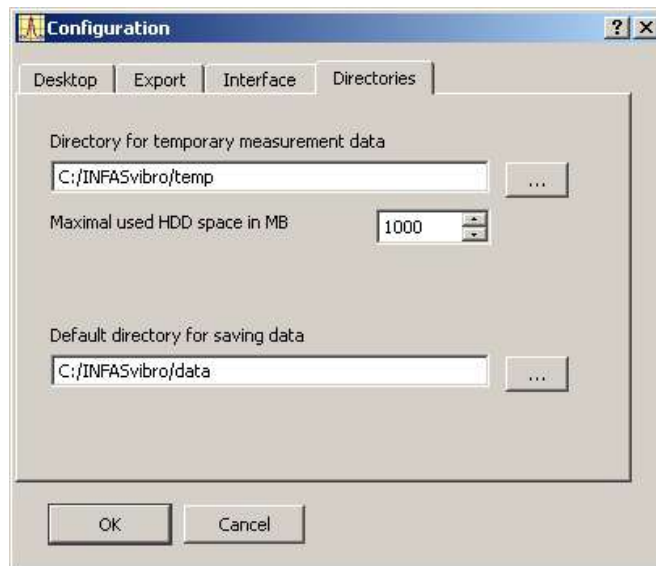 Configuration
Desktop Export Interface Directories
Directory for temporary measurement data
C:/INFASvibro/temp ...
Maximal used HDD space in MB 1000
Default directory for saving data
C:/INFASvibro/data ...
OK Cancel